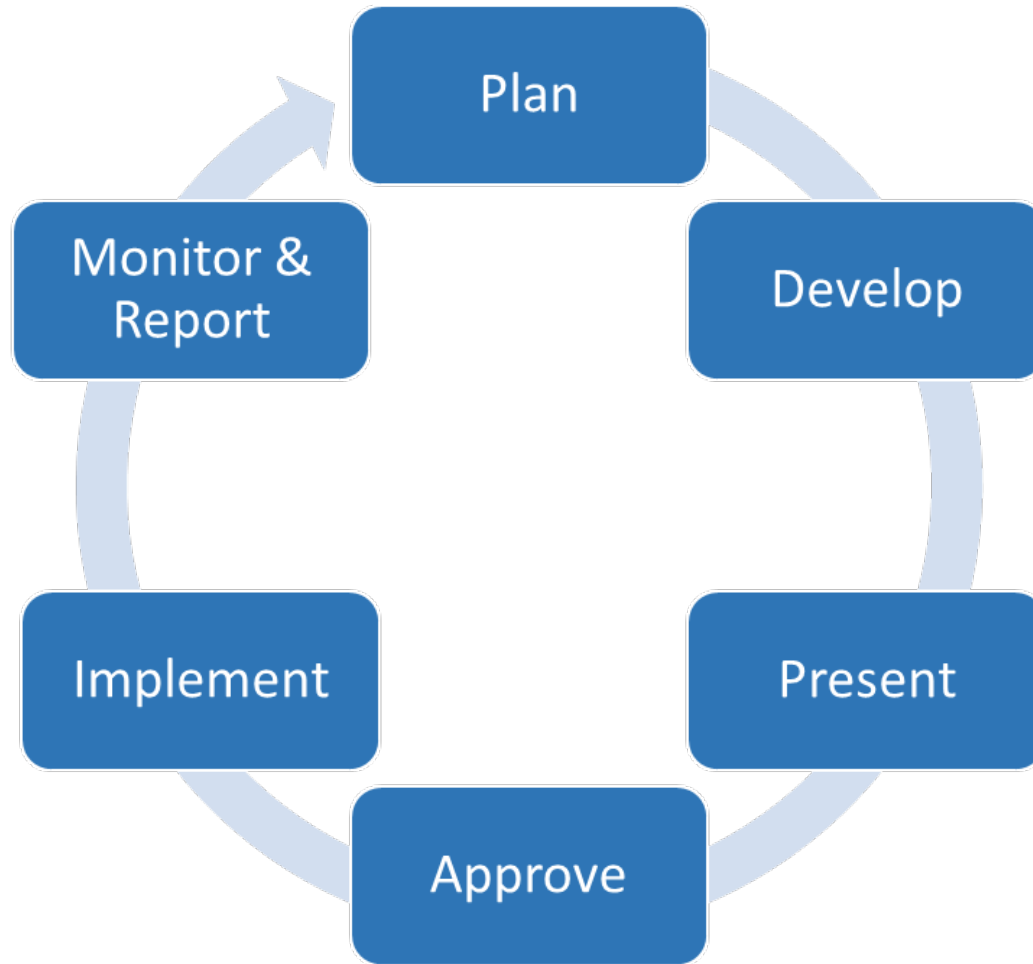 Plan
Develop
Present
Approve
Implement
Monitor &
Report